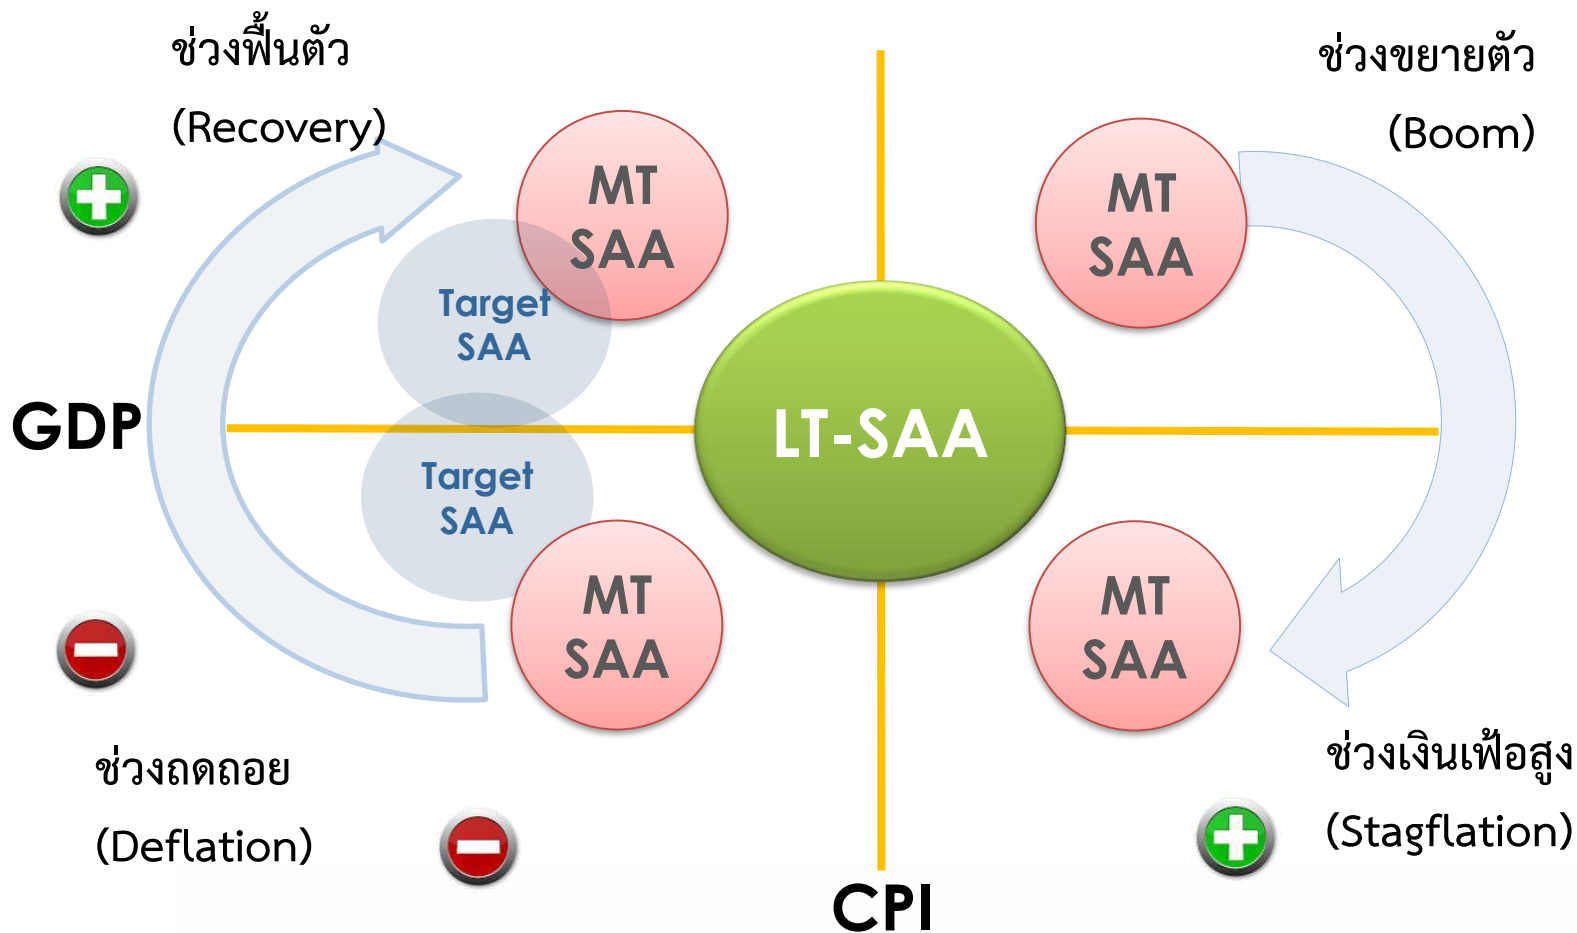 ช่วงฟื้นตัว
(Recovery)
ช่วงขยายตัว
(Boom)
MT
SAA
MT
SAA
Target
SAA
GDP
LT-SAA
Target
SAA
MT
SAA
MT
SAA
ช่วงถดถอย
(Deflation)
ช่วงเงินเฟ้อสูง
(Stagflation)
CPI